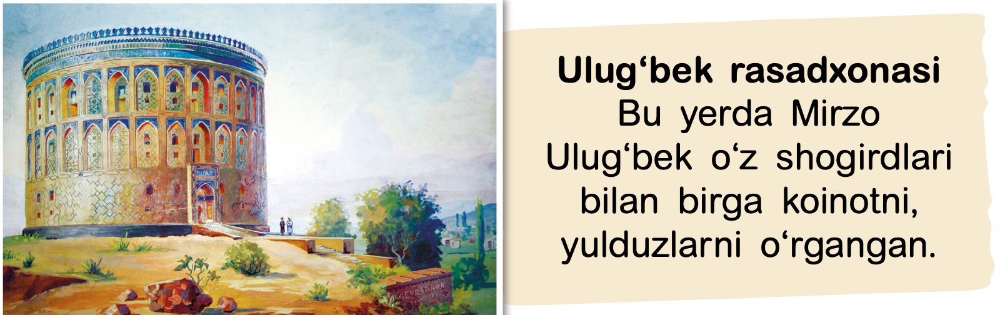 Ulug‘bek rasadxonasi
Bu yerda Mirzo
Ulug‘bek o‘z shogirdlari
bilan birga koinotni,
yulduzlarni o‘rgangan.